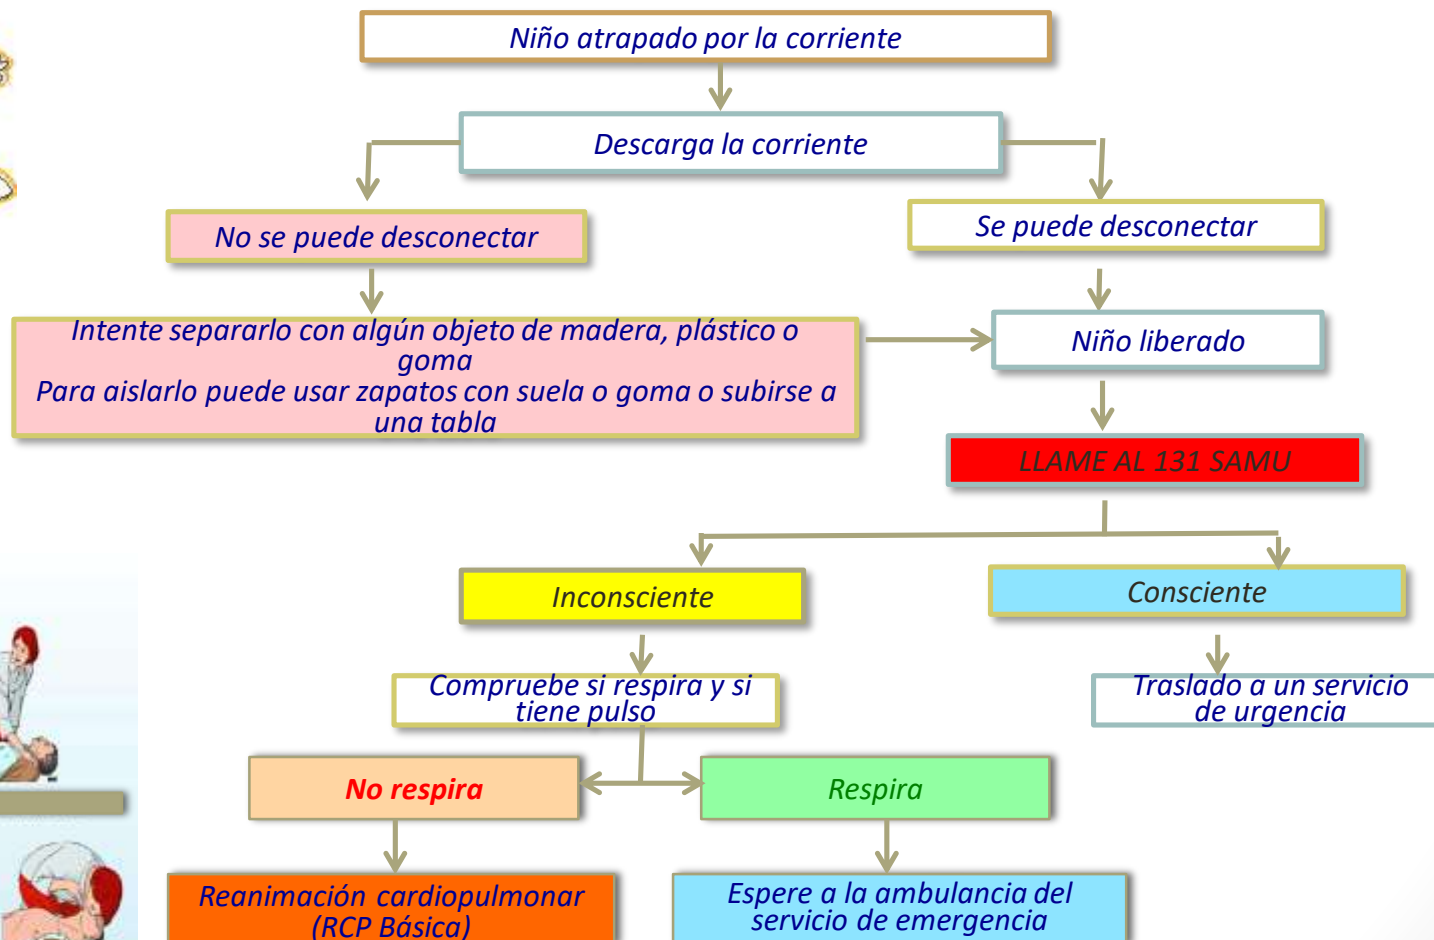 Niño atrapado por la corriente
Descarga la corriente
No se puede desconectar
Se puede desconectar
Intente separarlo con algún objeto de madera, plástico o
goma
Para aislarlo puede usar zapatos con suela o goma o subirse a
una tabla
Niño liberado
LLAME AL 131 SAMU
Inconsciente
Consciente
Compruebe si respira y si
tiene pulso
Traslado a un servicio
de urgencia
No respira
Respira
Reanimación cardiopulmonar
(RCP Básica)
Espere a la ambulancia del
servicio de emergencia